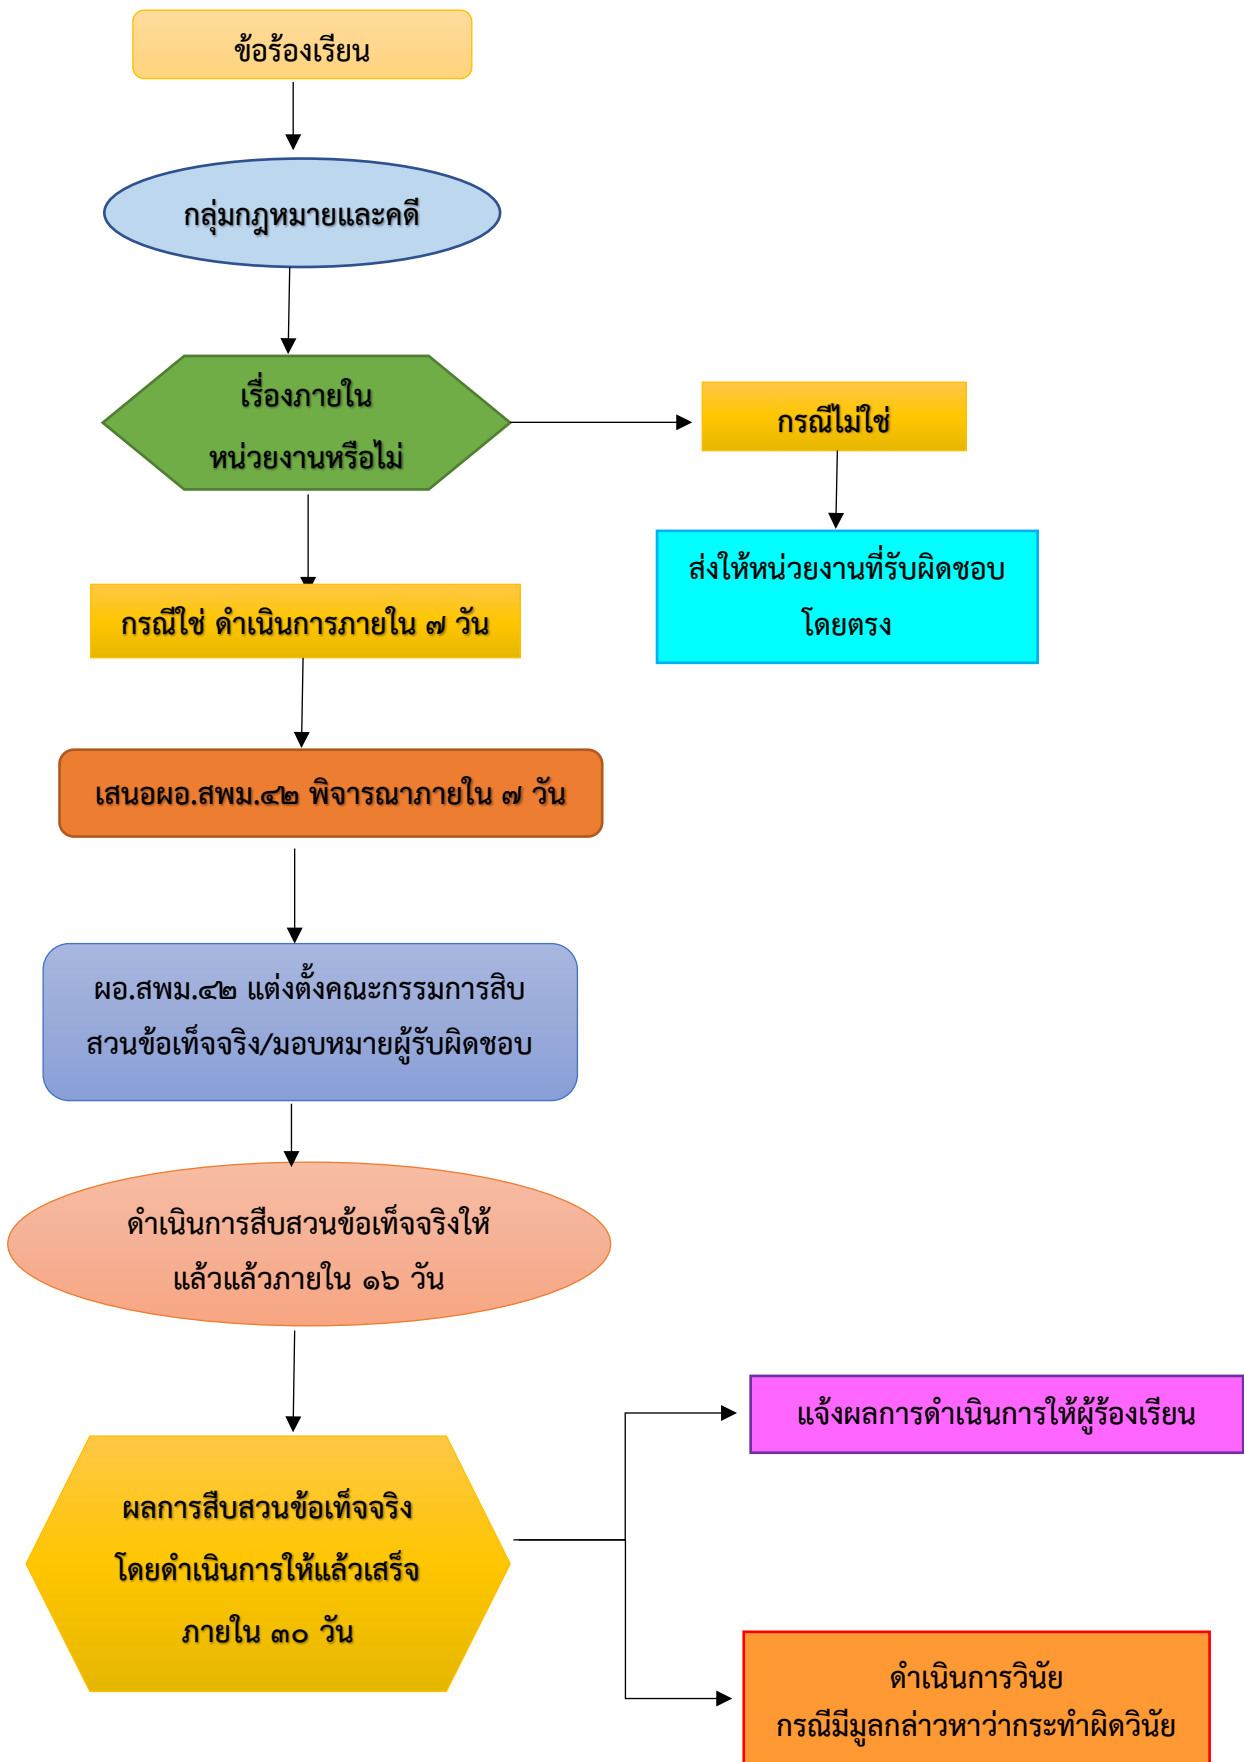 ข้อร้องเรียน
กลุ่มกฎหมายและคดี
เรื่องภายใน
หน่วยงานหรือไม่
กรณีไม่ใช่
ส่งให้หน่วยงานที่รับผิดชอบ
โดยตรง
กรณีใช่ ดำเนินการภายใน ๗ วัน
เสนอผอ.สพม.๔๒ พิจารณาภายใน ๗ วัน
ผอ.สพม.๔๒ แต่งตั้งคณะกรรมการสิบ
สวนข้อเท็จจริง/มอบหมายผู้รับผิดชอบ
ดำเนินการสืบสวนข้อเท็จจริงให้
แล้วแล้วภายใน ๑๖ วัน
แจ้งผลการดำเนินการให้ผู้ร้องเรียน
ผลการสืบสวนข้อเท็จจริง
โดยดำเนินการให้แล้วเสร็จ
ภายใน ๓๐ วัน
ดำเนินการวินัย
กรณีมีมูลกล่าวหาว่ากระทำผิดวินัย